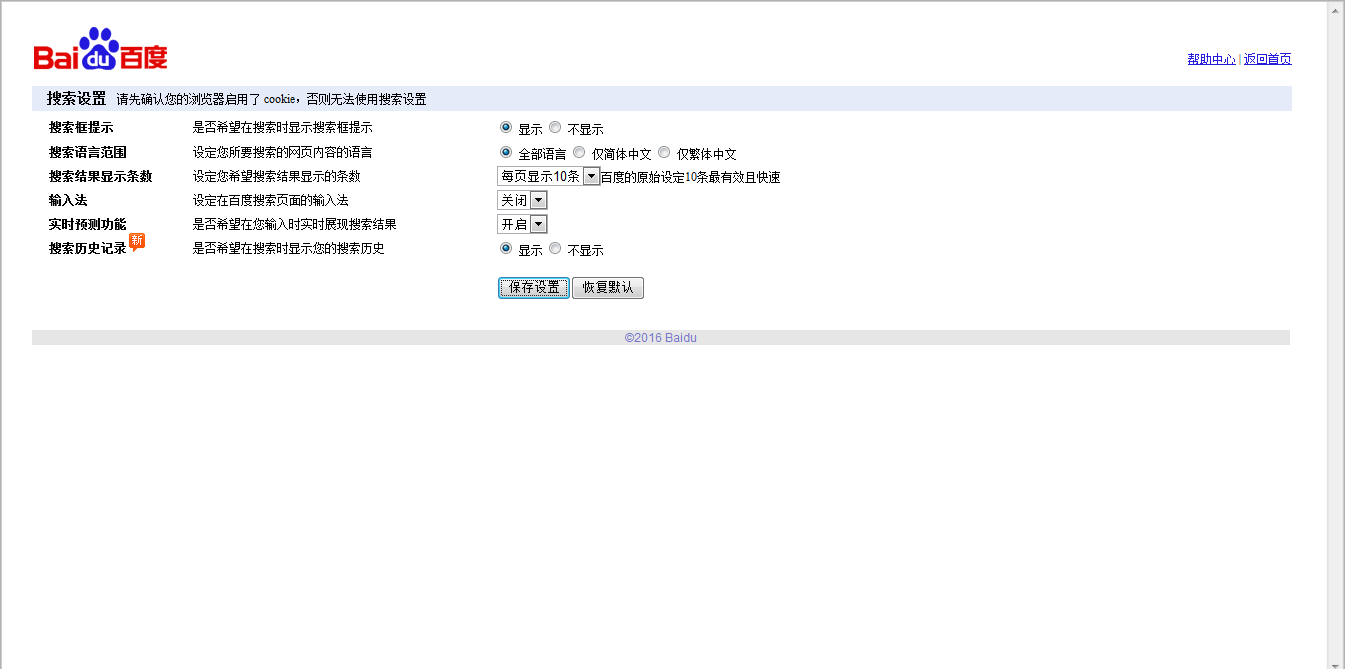 Bai du 百度
帮助中心 | 返回首页
搜索设置 请先确认您的浏览器启用了 cookie，否则无法使用搜索设置
搜索框提示 是否希望在搜索时显示搜索框提示 显示 不显示
搜索语言范围 设定您所要搜索的网页内容的语言 全部语言 仅简体中文 仅繁体中文
搜索结果显示条数 设定您希望搜索结果显示的条数 每页显示10条 百度的原始设定10条最有效且快速
输入法 设定在百度搜索页面的输入法 关闭
实时预测功能 是否希望在您输入时实时展现搜索结果 开启
搜索历史记录 新 是否希望在搜索时显示您的搜索历史 显示 不显示
保存设置 恢复默认
©2016 Baidu